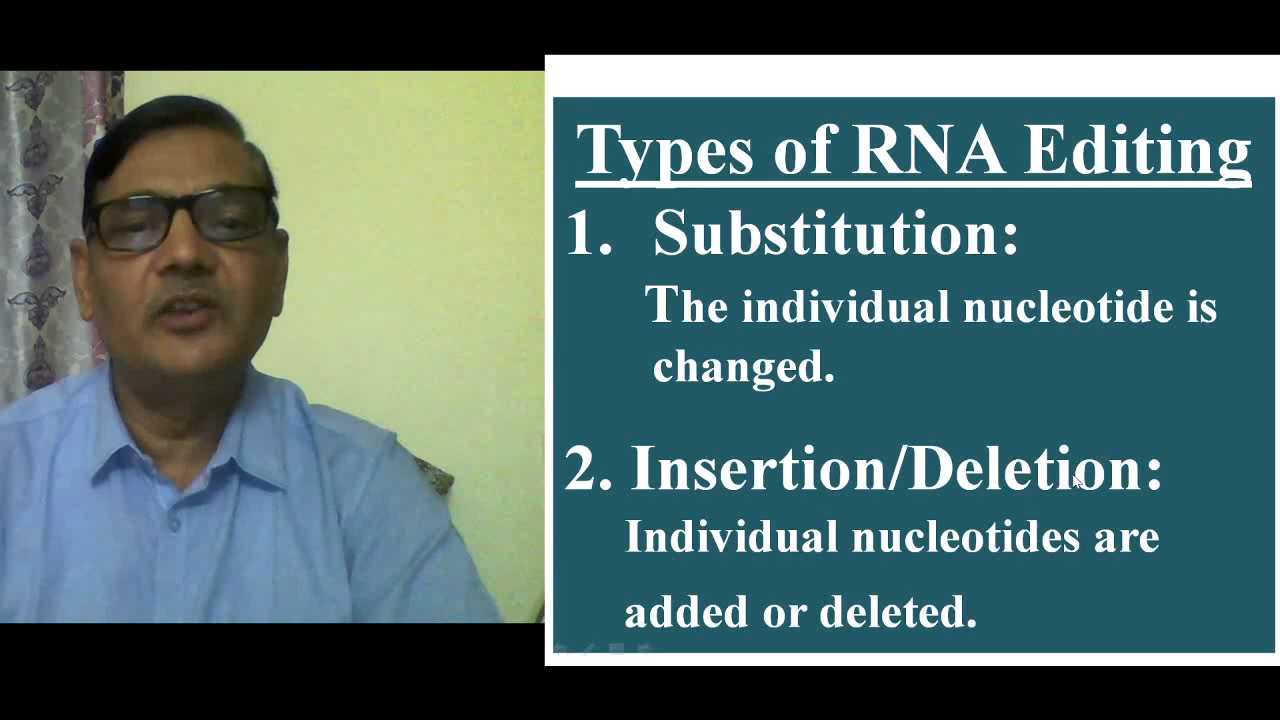 Types of RNA Editing
1. Substitution:
The individual nucleotide is
changed.
2. Insertion/Deletion:
Individual nucleotides are
added or deleted.